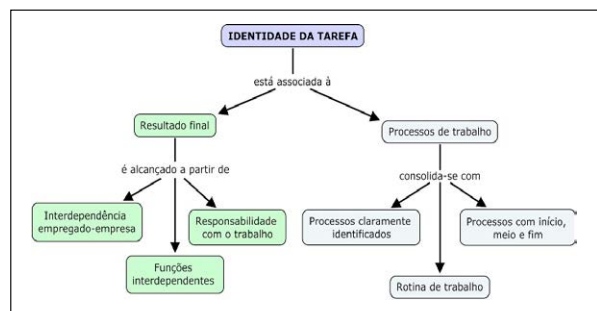 IDENTIDADE DA TAREFA
está associada à
Resultado final
Processos de trabalho
é alcançado a partir de
consolida-se com
Interdependência
empregado-empresa
Responsabilidade
com o trabalho
Processos claramente
identificados
Processos com início,
meio e fim
Funções
interdependentes
Rotina de trabalho